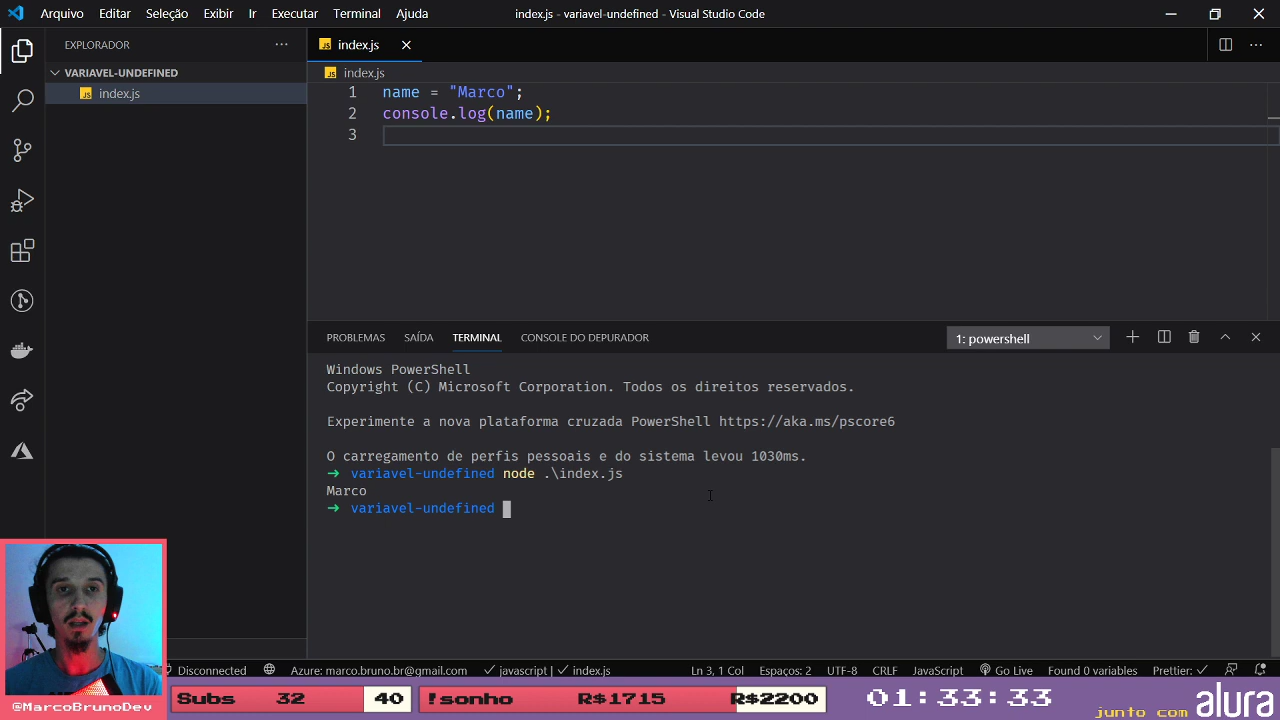 Arquivo Editar Seleção Exibir Ir Executar Terminal Ajuda index.js - variavel-undefined - Visual Studio Code
EXPLORADOR
VARIAVEL-UNDEFINED
JS index.js
JS index.js
JS index.js
1 name = "Marco";
2 console.log(name);
3
PROBLEMAS SAÍDA TERMINAL CONSOLE DO DEPURADOR 1: powershell
Windows PowerShell
Copyright (C) Microsoft Corporation. Todos os direitos reservados.
Experimente a nova plataforma cruzada PowerShell https://aka.ms/pscore6
O carregamento de perfis pessoais e do sistema levou 1030ms.
→ variavel-undefined node .\index.js
Marco
→ variavel-undefined
Disconnected Azure: marco.bruno.br@gmail.com ✓ javascript | ✓ index.js Ln 3, 1 Col Espaços: 2 UTF-8 CRLF JavaScript Go Live Found 0 variables Prettier: ✓
@MarcoBrunoDev
Subs 32 40 !sonho R$1715 R$2200 01:33:33 junto com alura